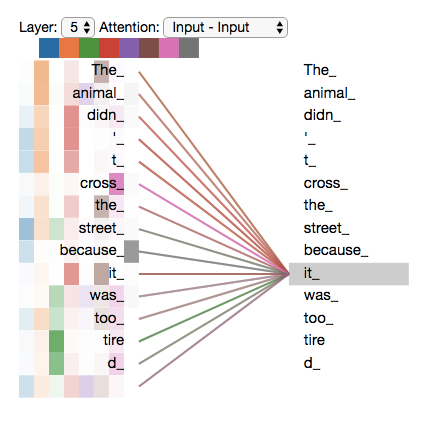 Layer: 5 Attention: Input - Input
The_ The_
animal_ animal_
didn_ didn_
'_ '_
t_ t_
cross_ cross_
the_ the_
street_ street_
because_ because_
it_ it_
was_ was_
too_ too_
tire tire
d_ d_